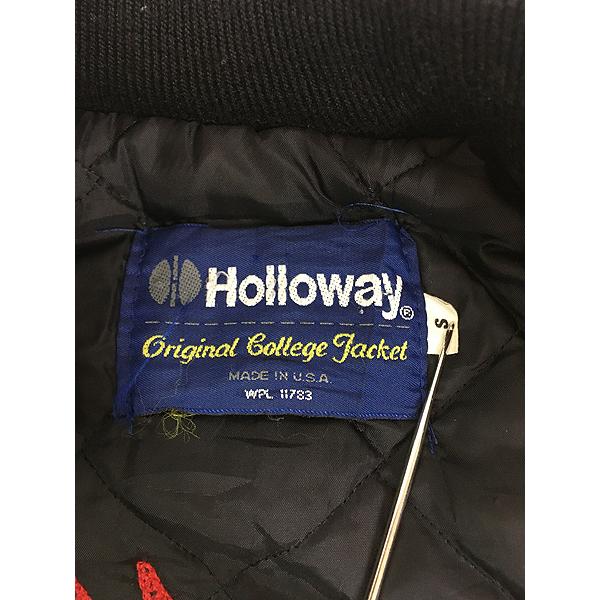 Holloway®
Original College Jacket
MADE IN U.S.A.
WPL 11783
S